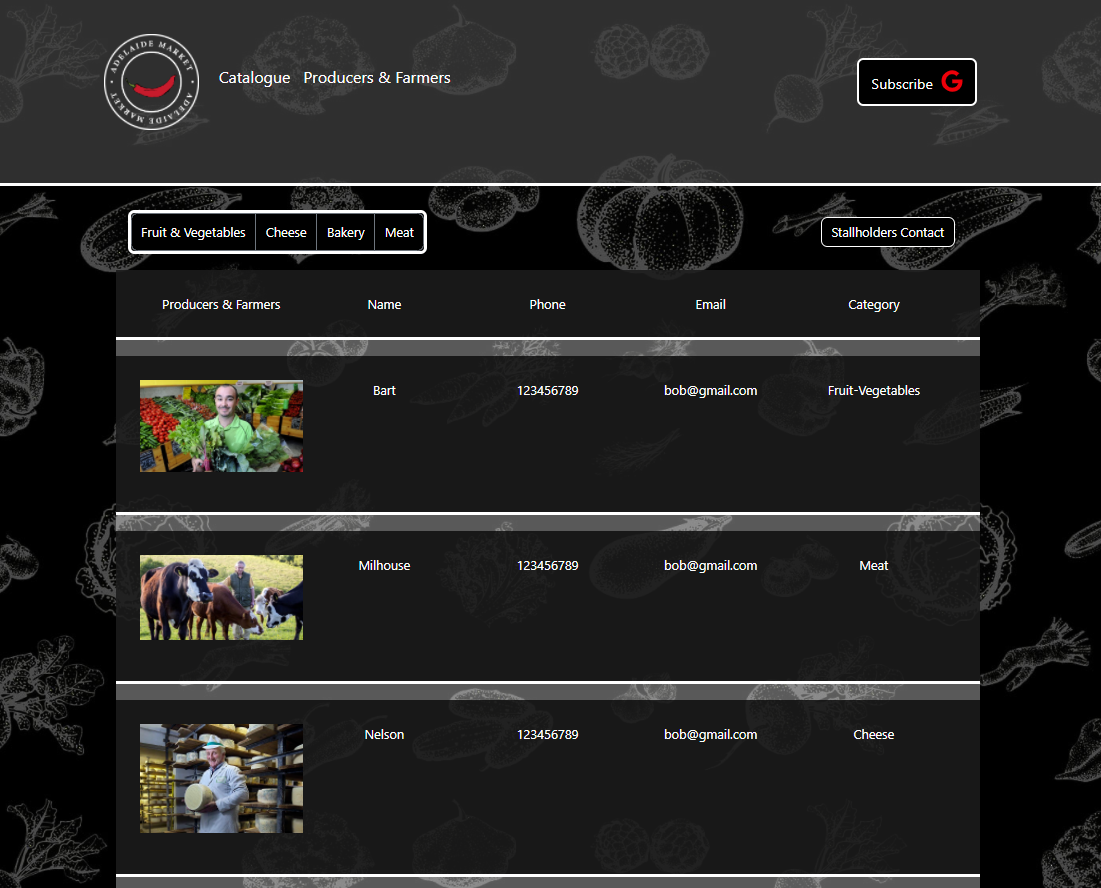 ADELAIDE MARKET • ADELAIDE MARKET •
Catalogue Producers & Farmers
Subscribe G
Fruit & Vegetables Cheese Bakery Meat
Stallholders Contact
Producers & Farmers Name Phone Email Category
Bart 123456789 bob@gmail.com Fruit-Vegetables
Milhouse 123456789 bob@gmail.com Meat
Nelson 123456789 bob@gmail.com Cheese